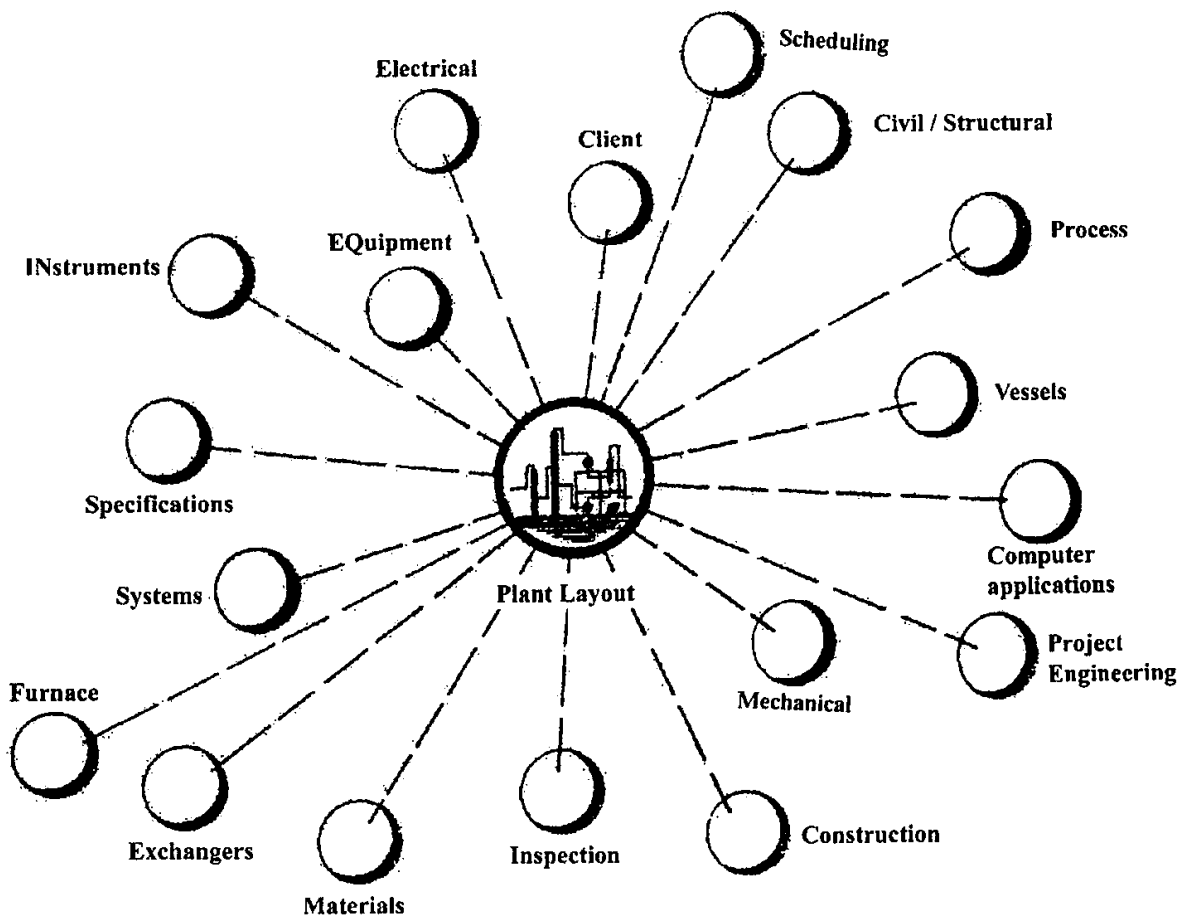 Scheduling
Electrical
Civil / Structural
Client
Process
EQuipment
INstruments
Vessels
Specifications
Computer
applications
Plant Layout
Systems
Project
Engineering
Mechanical
Furnace
Construction
Exchangers
Inspection
Materials